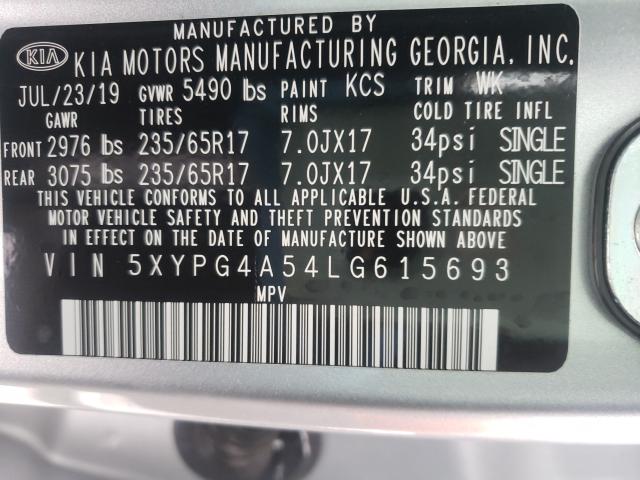 MANUFACTURED BY
KIA KIA MOTORS MANUFACTURING GEORGIA, INC.
JUL/23/19 GVWR 5490 lbs PAINT KCS TRIM WK
GAWR TIRES RIMS COLD TIRE INFL
FRONT 2976 lbs 235/65R17 7.0JX17 34psi SINGLE
REAR 3075 lbs 235/65R17 7.0JX17 34psi SINGLE
THIS VEHICLE CONFORMS TO ALL APPLICABLE U.S.A. FEDERAL
MOTOR VEHICLE SAFETY AND THEFT PREVENTION STANDARDS
IN EFFECT ON THE DATE OF MANUFACTURE SHOWN ABOVE
VIN 5XYPG4A54LG615693
MPV